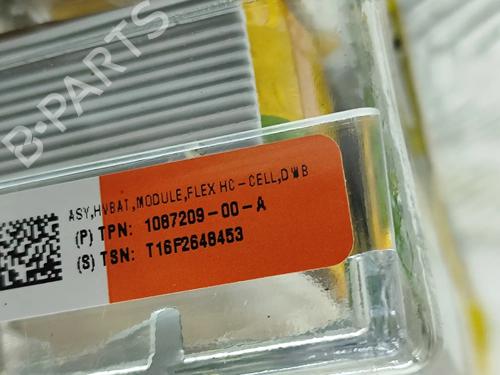 B-PARTS
ASY,HVBAT,MODULE,FLEX HC-CELL,DWB
(P) TPN: 1087209-00-A
(S) TSN: T16F2648453